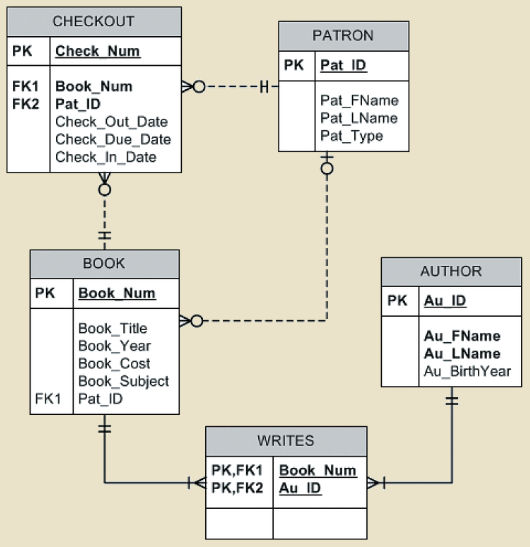 CHECKOUT
PK Check_Num
FK1 Book_Num
FK2 Pat_ID
Check_Out_Date
Check_Due_Date
Check_In_Date
PATRON
PK Pat_ID
Pat_FName
Pat_LName
Pat_Type
BOOK
PK Book_Num
Book_Title
Book_Year
Book_Cost
Book_Subject
FK1 Pat_ID
AUTHOR
PK Au_ID
Au_FName
Au_LName
Au_BirthYear
WRITES
PK,FK1 Book_Num
PK,FK2 Au_ID